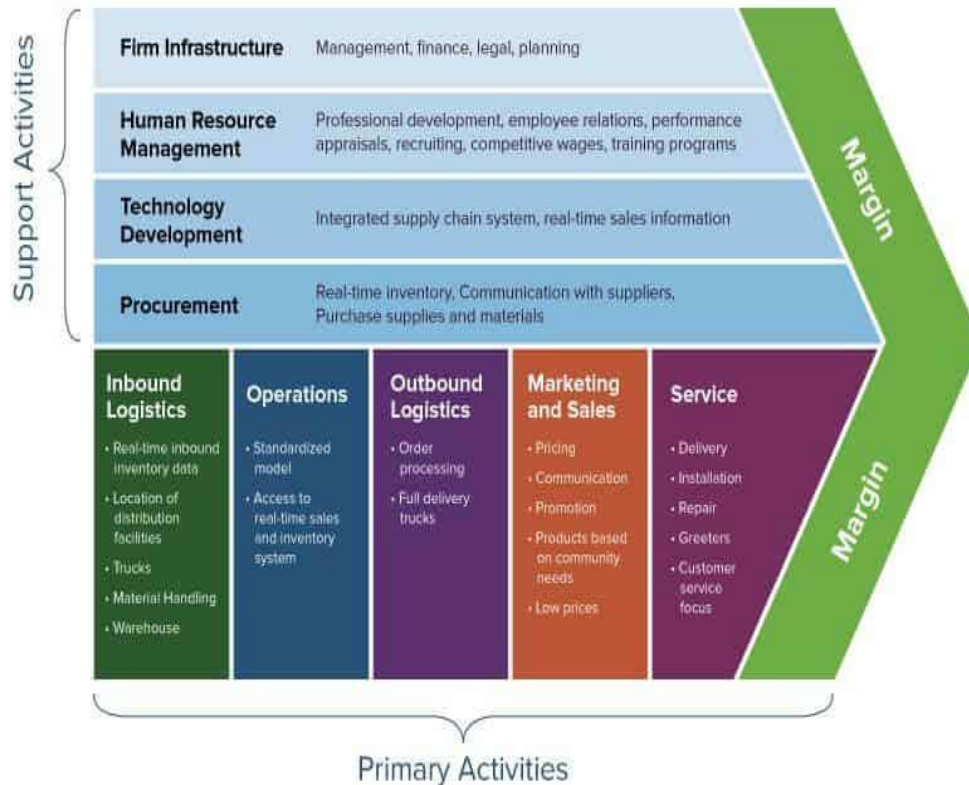 Support Activities
Firm Infrastructure
Management, finance, legal, planning
Human Resource
Management
Professional development, employee relations, performance
appraisals, recruiting, competitive wages, training programs
Technology
Development
Integrated supply chain system, real-time sales information
Procurement
Real-time inventory, Communication with suppliers,
Purchase supplies and materials
Margin
Inbound
Logistics
• Real-time inbound
inventory data
• Location of
distribution
facilities
• Trucks
• Material Handling
• Warehouse
Operations
• Standardized
model
• Access to
real-time sales
and inventory
system
Outbound
Logistics
• Order
processing
• Full delivery
trucks
Marketing
and Sales
• Pricing
• Communication
• Promotion
• Products based
on community
needs
• Low prices
Service
• Delivery
• Installation
• Repair
• Greeters
• Customer
service
focus
Margin
Primary Activities